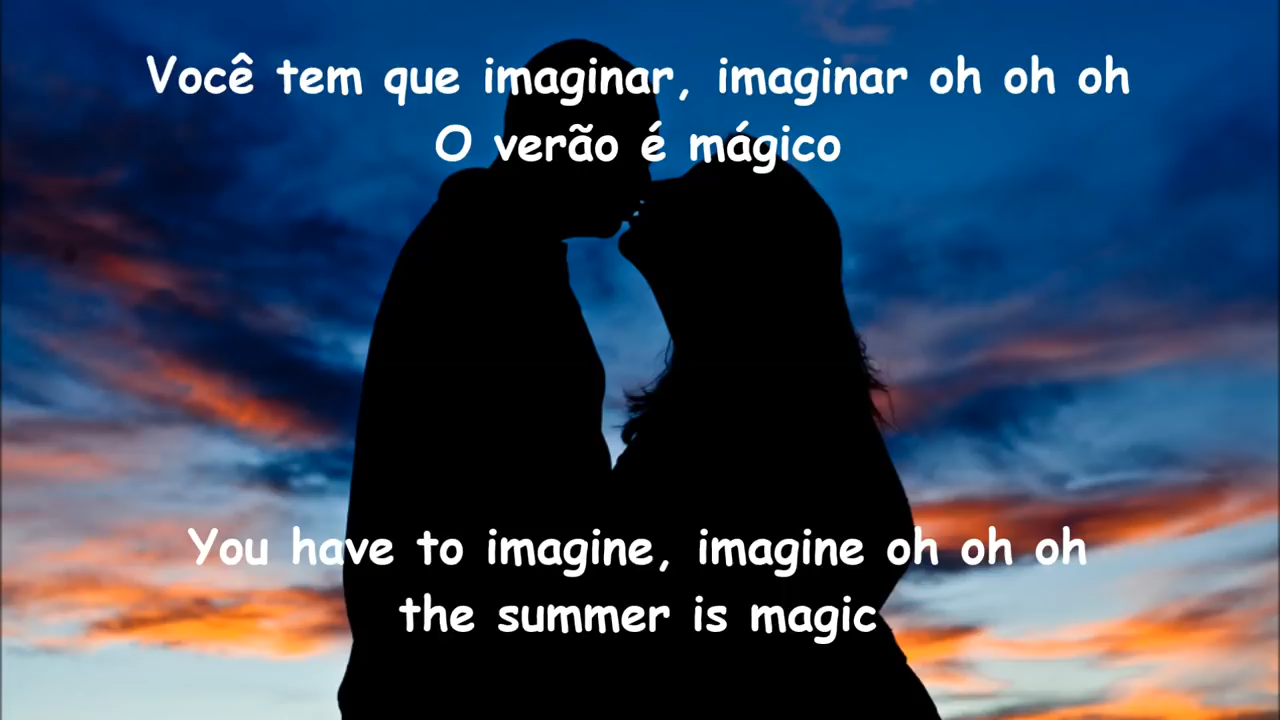 Você tem que imaginar, imaginar oh oh oh
O verão é mágico
You have to imagine, imagine oh oh oh
the summer is magic